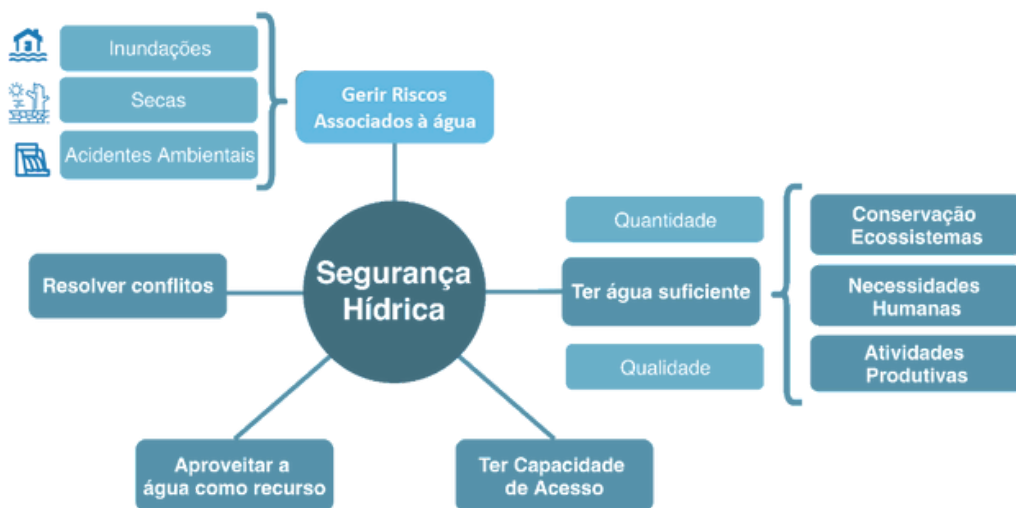 Inundações
Secas
Acidentes Ambientais
Gerir Riscos
Associados à água
Segurança
Hídrica
Resolver conflitos
Quantidade
Ter água suficiente
Qualidade
Conservação
Ecossistemas
Necessidades
Humanas
Atividades
Produtivas
Aproveitar a
água como recurso
Ter Capacidade
de Acesso